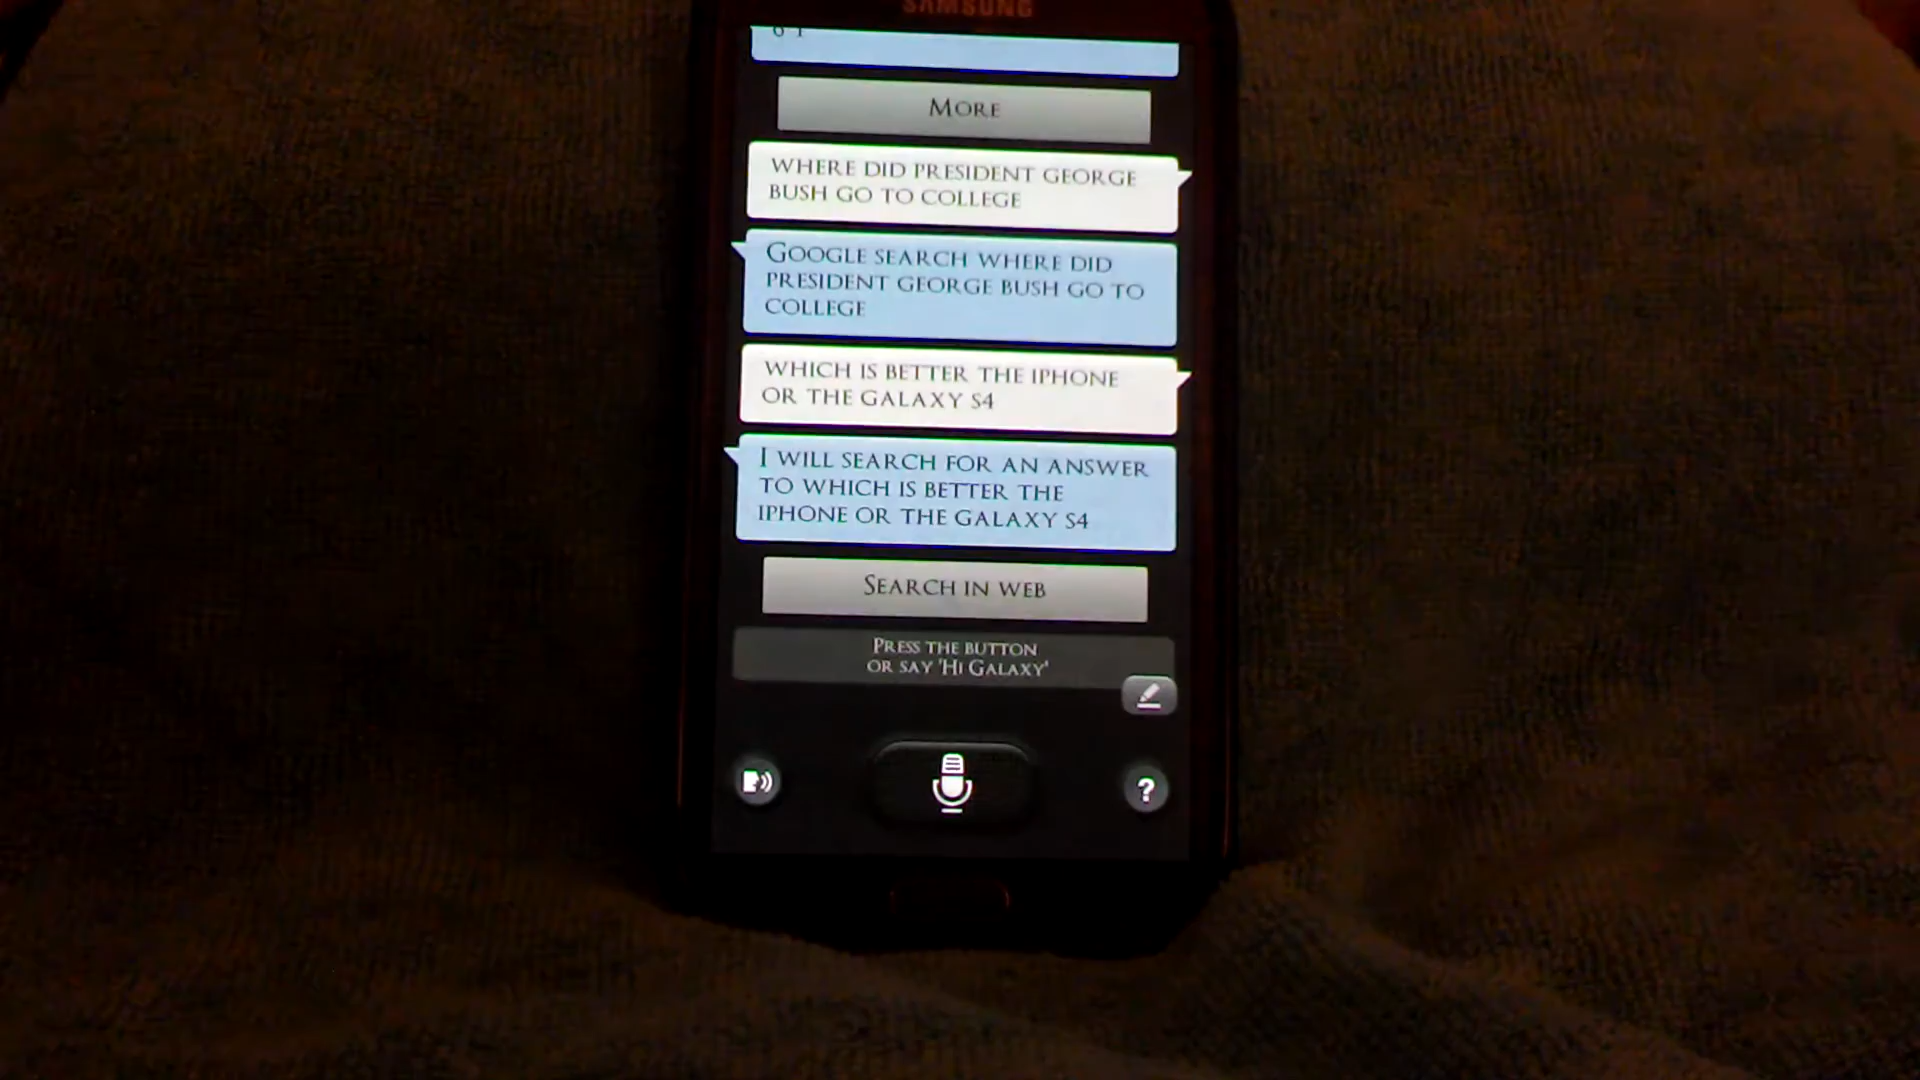 SAMSUNG
6'1"
More
where did president george
bush go to college
Google search where did
president george bush go to
college
which is better the iphone
or the galaxy s4
I will search for an answer
to which is better the
iphone or the galaxy s4
Search in web
Press the button
or say 'Hi Galaxy'
?